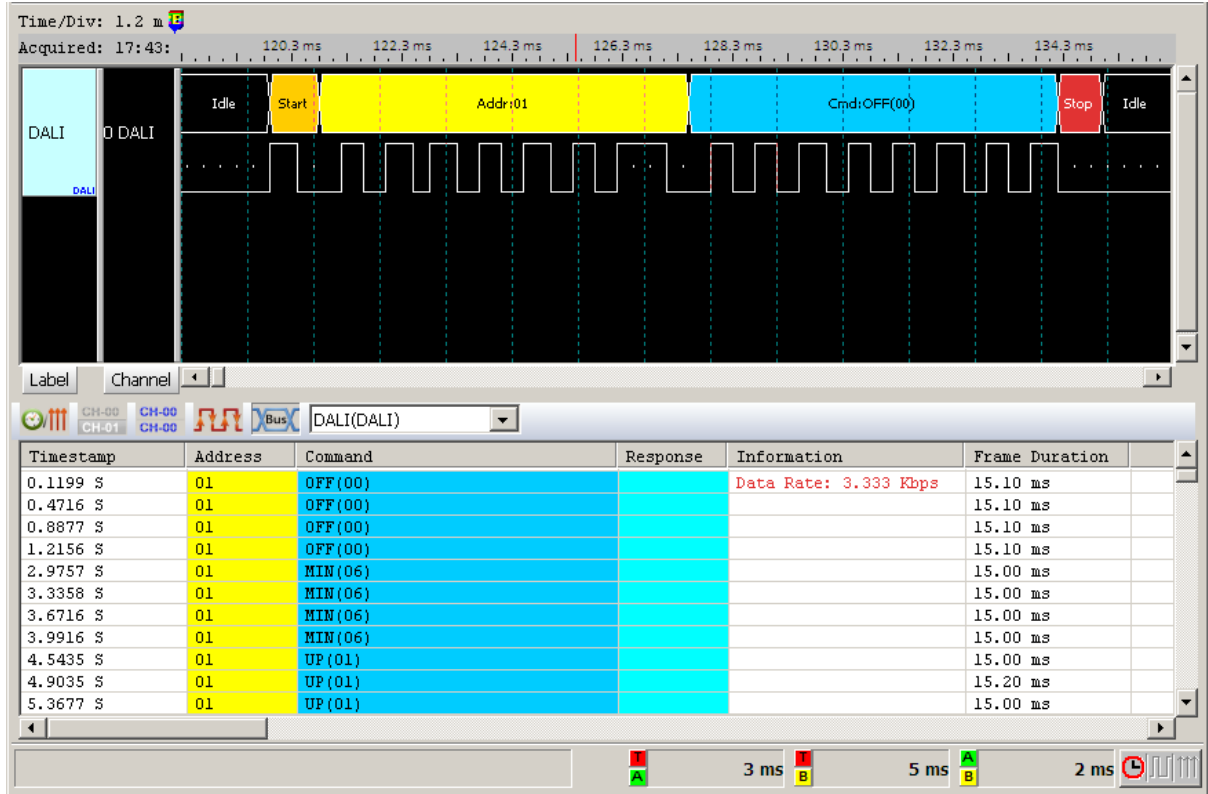 Time/Div: 1.2 m
Acquired: 17:43: 120.3 ms 122.3 ms 124.3 ms 126.3 ms 128.3 ms 130.3 ms 132.3 ms 134.3 ms
Idle Start Addr:01 Cmd:OFF(00) Stop Idle
DALI 0 DALI
DALI
Label Channel
CH-00 CH-00
CH-01 CH-00
Bus DALI(DALI)
Timestamp Address Command Response Information Frame Duration
0.1199 S 01 OFF(00) Data Rate: 3.333 Kbps 15.10 ms
0.4716 S 01 OFF(00) 15.10 ms
0.8877 S 01 OFF(00) 15.10 ms
1.2156 S 01 OFF(00) 15.10 ms
2.9757 S 01 MIN(06) 15.00 ms
3.3358 S 01 MIN(06) 15.00 ms
3.6716 S 01 MIN(06) 15.00 ms
3.9916 S 01 MIN(06) 15.00 ms
4.5435 S 01 UP(01) 15.00 ms
4.9035 S 01 UP(01) 15.20 ms
5.3677 S 01 UP(01) 15.00 ms
T A 3 ms T B 5 ms A B 2 ms